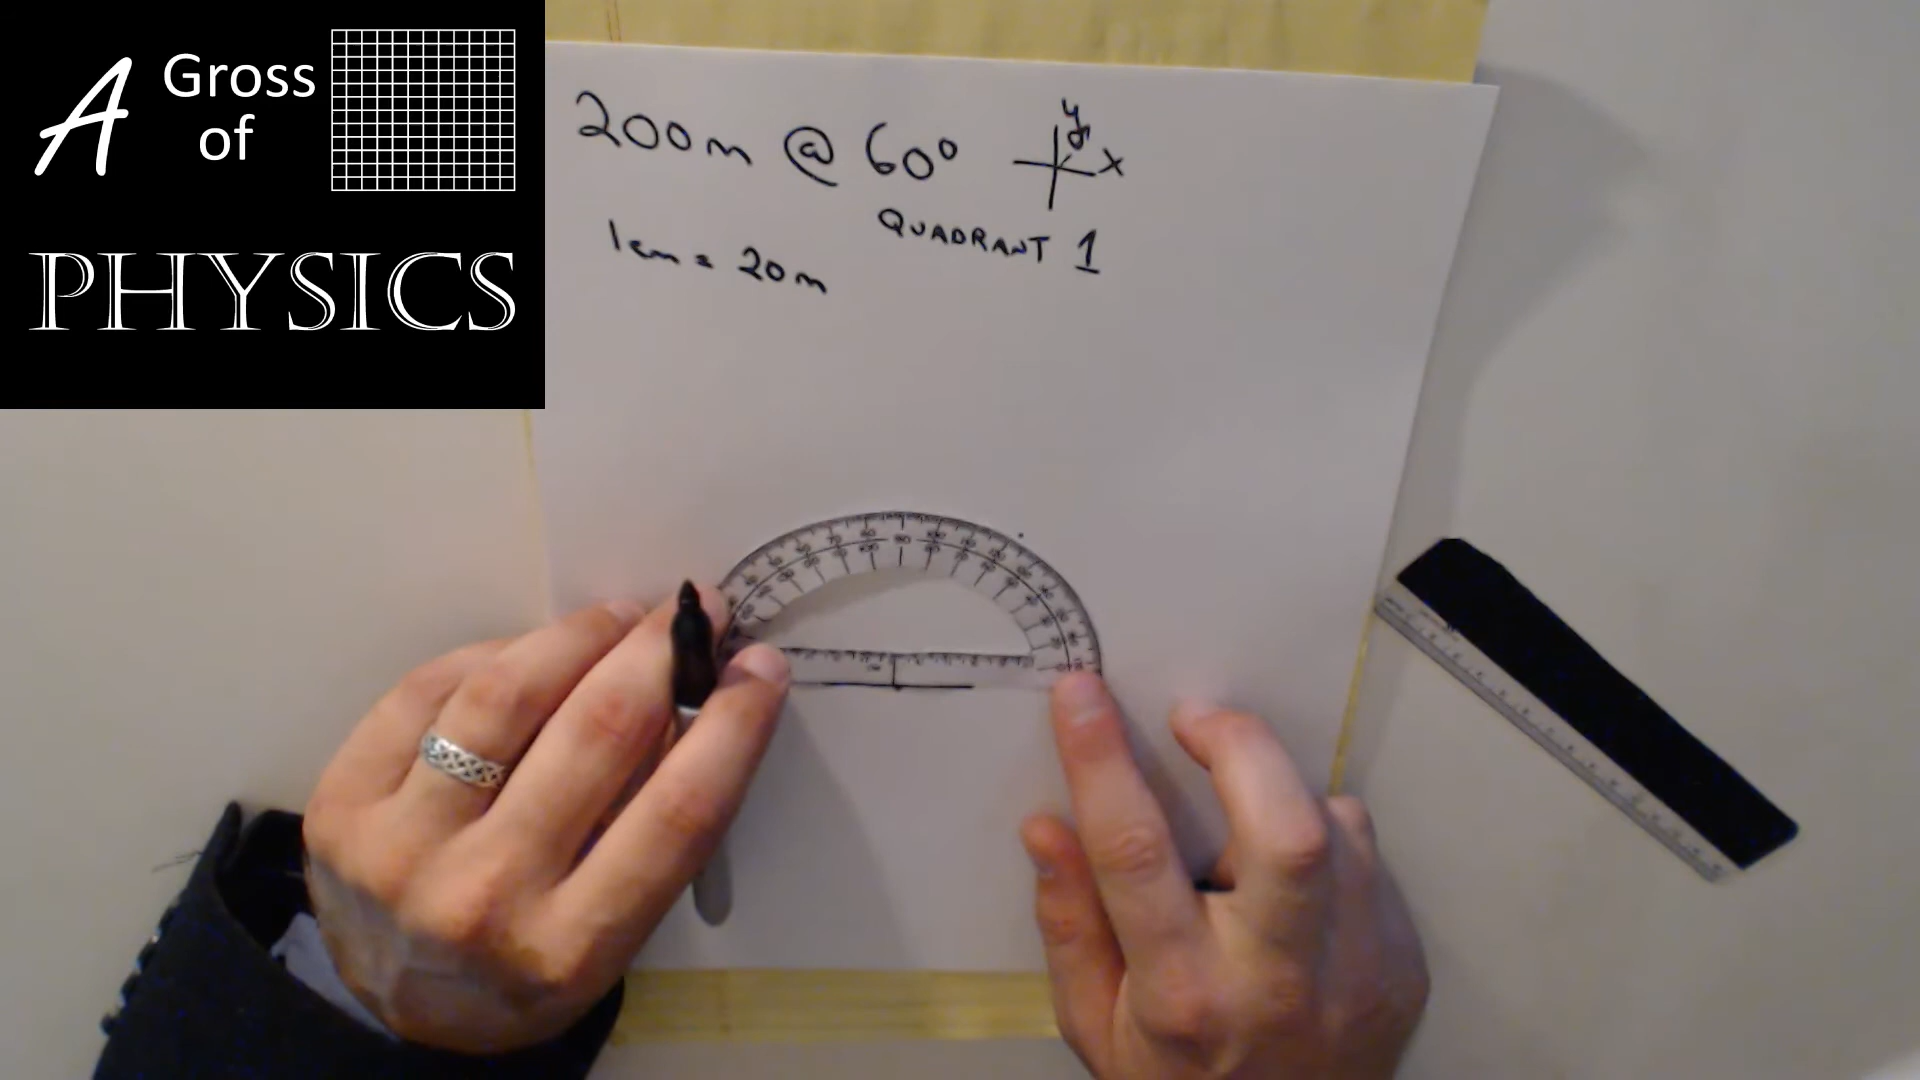 A Gross of
PHYSICS
200m @ 60°
y
x
QUADRANT 1
1cm = 20m